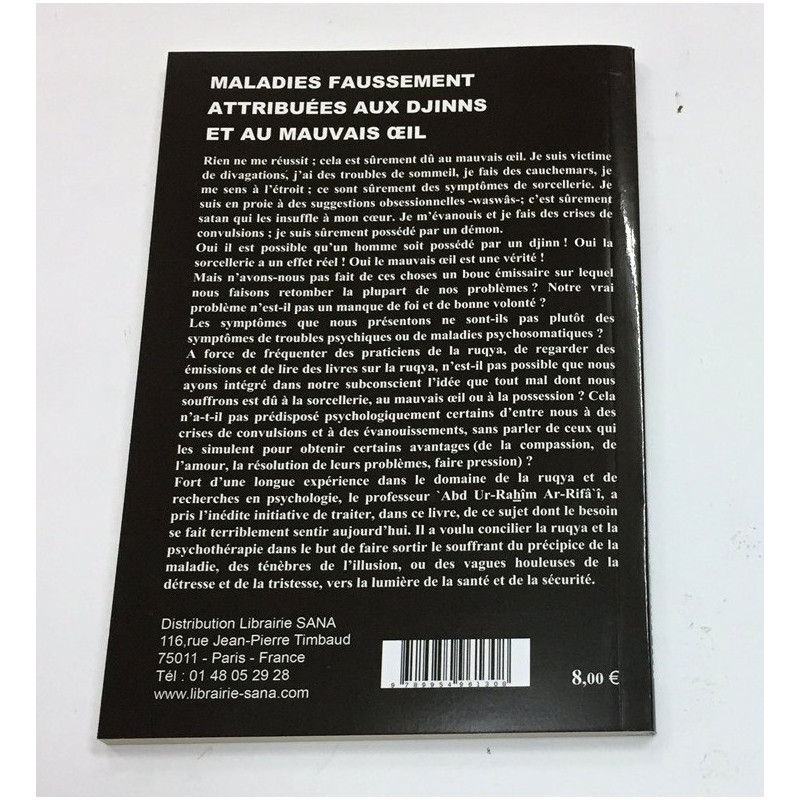 MALADIES FAUSSEMENT
ATTRIBUÉES AUX DJINNS
ET AU MAUVAIS ŒIL
Rien ne me réussit ; cela est sûrement dû au mauvais œil. Je suis victime
de divagations, j'ai des troubles de sommeil, je fais des cauchemars, je
me sens à l'étroit ; ce sont sûrement des symptômes de sorcellerie. Je
suis en proie à des suggestions obsessionnelles -waswâs-; c'est sûrement
satan qui les insuffle à mon cœur. Je m'évanouis et je fais des crises de
convulsions ; je suis sûrement possédé par un démon.
Oui il est possible qu'un homme soit possédé par un djinn ! Oui la
sorcellerie a un effet réel ! Oui le mauvais œil est une vérité !
Mais n'avons-nous pas fait de ces choses un bouc émissaire sur lequel
nous faisons retomber la plupart de nos problèmes ? Notre vrai
problème n'est-il pas un manque de foi et de bonne volonté ?
Les symptômes que nous présentons ne sont-ils pas plutôt des
symptômes de troubles psychiques ou de maladies psychosomatiques ?
A force de fréquenter des praticiens de la ruqya, de regarder des
émissions et de lire des livres sur la ruqya, n'est-il pas possible que nous
ayons intégré dans notre subconscient l'idée que tout mal dont nous
souffrons est dû à la sorcellerie, au mauvais œil ou à la possession ? Cela
n'a-t-il pas prédisposé psychologiquement certains d'entre nous à des
crises de convulsions et à des évanouissements, sans parler de ceux qui
les simulent pour obtenir certains avantages (de la compassion, de
l'amour, la résolution de leurs problèmes, faire pression) ?
Fort d'une longue expérience dans le domaine de la ruqya et de
recherches en psychologie, le professeur `Abd Ur-Rahîm Ar-Rifâ`î, a
pris l'inédite initiative de traiter, dans ce livre, de ce sujet dont le besoin
se fait terriblement sentir aujourd'hui. Il a voulu concilier la ruqya et la
psychothérapie dans le but de faire sortir le souffrant du précipice de la
maladie, des ténèbres de l'illusion, ou des vagues houleuses de la
détresse et de la tristesse, vers la lumière de la santé et de la sécurité.
Distribution Librairie SANA
116,rue Jean-Pierre Timbaud
75011 - Paris - France
Tél : 01 48 05 29 28
www.librairie-sana.com
9 789954 961308
8,00 €